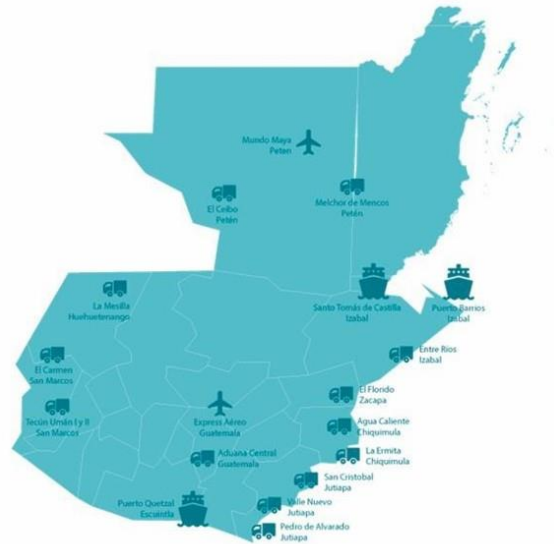 Mundo Maya
Peten
El Ceibo
Petén
Melchor de Mencos
Petén
La Mesilla
Huehuetenango
Santo Tomás de Castilla
Izabal
Puerto Barrios
Izabal
El Carmen
San Marcos
Entre Ríos
Izabal
El Florido
Zacapa
Tecún Umán I y II
San Marcos
Express Aéreo
Guatemala
Agua Caliente
Chiquimula
Aduana Central
Guatemala
La Ermita
Chiquimula
San Cristobal
Jutiapa
Puerto Quetzal
Escuintla
Valle Nuevo
Jutiapa
Pedro de Alvarado
Jutiapa